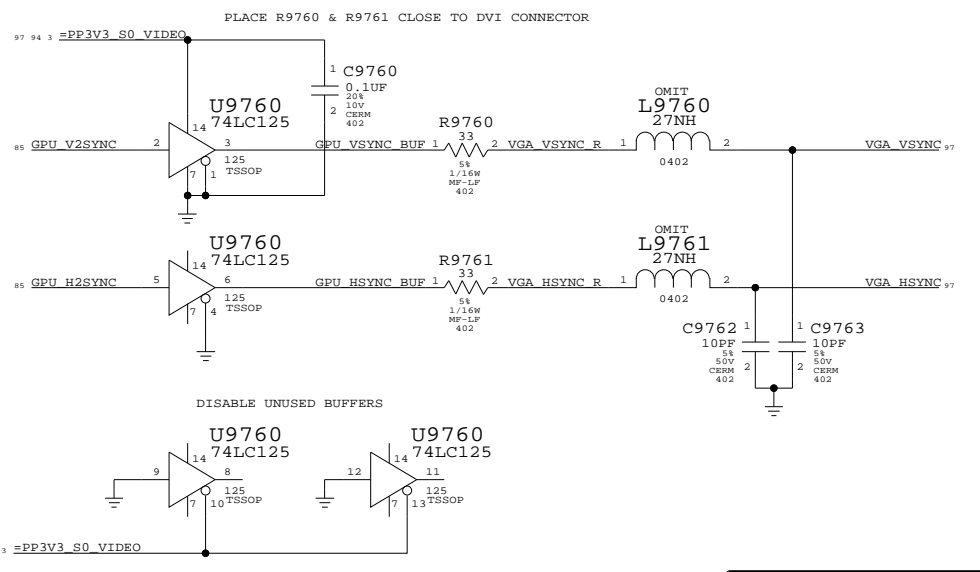 PLACE R9760 & R9761 CLOSE TO DVI CONNECTOR
97 94 3 =PP3V3_S0_VIDEO
1 C9760
0.1UF
20%
10V
2 CERM
402
U9760
74LC125
14
85 GPU_V2SYNC 2 3 GPU_VSYNC_BUF 1 2 VGA_VSYNC_R 1 2 VGA_VSYNC 97
125
7 1 TSSOP
R9760
33
5%
1/16W
MF-LF
402
OMIT
L9760
27NH
0402
U9760
74LC125
14
85 GPU_H2SYNC 5 6 GPU_HSYNC_BUF 1 2 VGA_HSYNC_R 1 2 VGA_HSYNC 97
125
7 4 TSSOP
R9761
33
5%
1/16W
MF-LF
402
OMIT
L9761
27NH
0402
C9762 1
10PF
5%
50V
CERM 2
402
1 C9763
10PF
5%
50V
2 CERM
402
DISABLE UNUSED BUFFERS
U9760
74LC125
14
9 8
125
7 10 TSSOP
U9760
74LC125
14
12 11
125
7 13 TSSOP
3 =PP3V3_S0_VIDEO